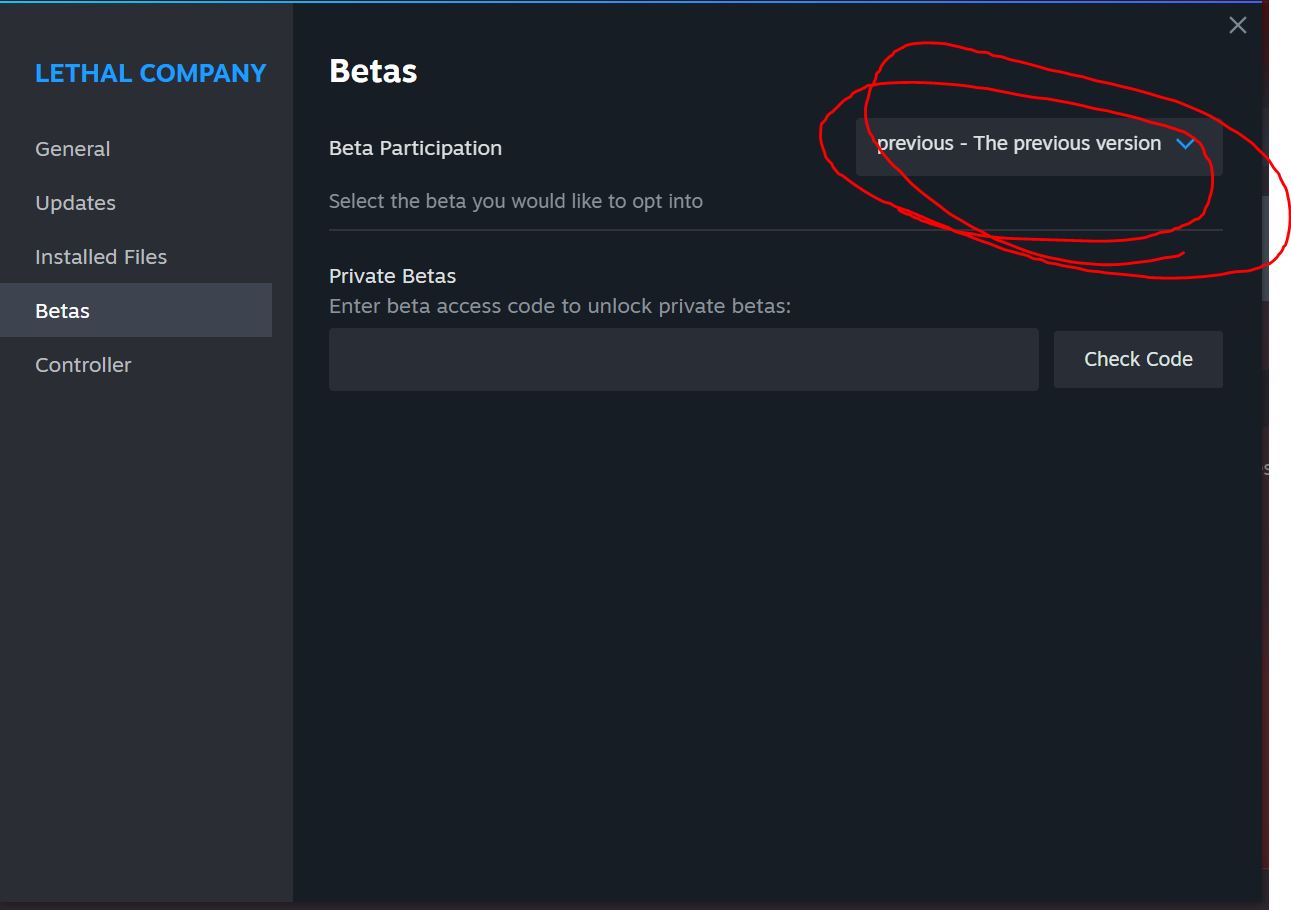 LETHAL COMPANY
General
Updates
Installed Files
Betas
Controller
Betas
Beta Participation
previous - The previous version
Select the beta you would like to opt into
Private Betas
Enter beta access code to unlock private betas:
Check Code